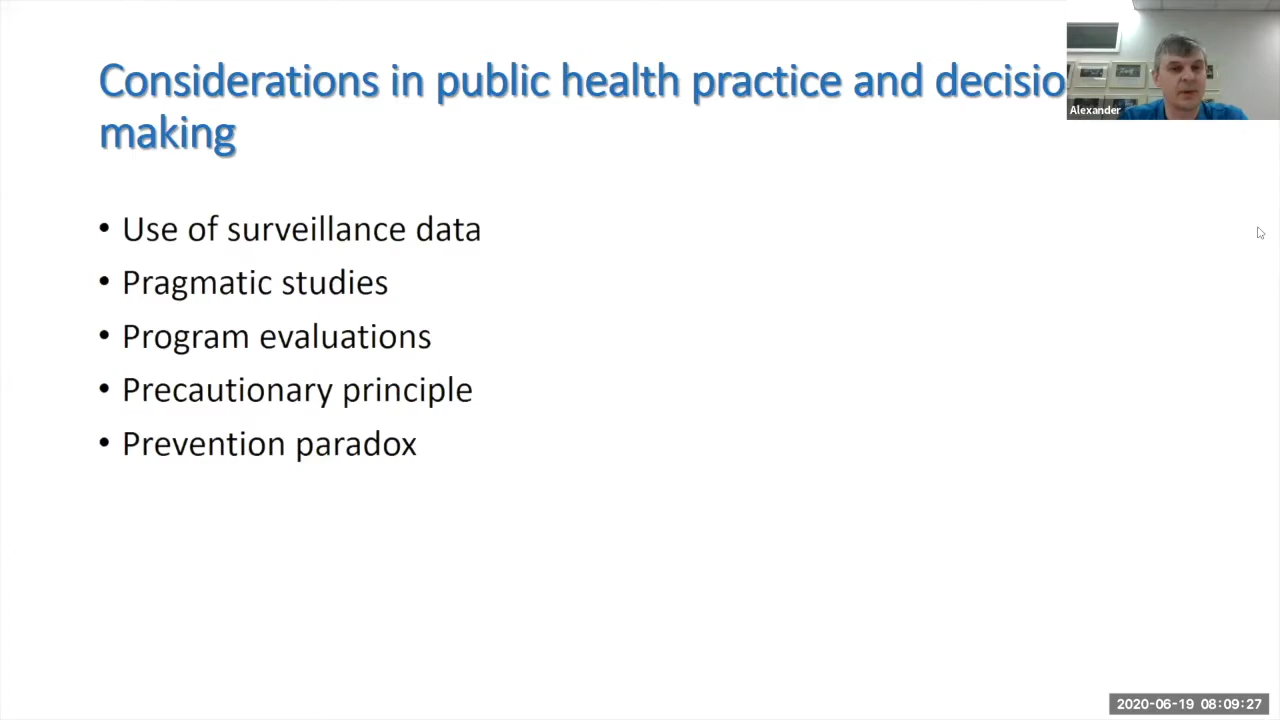 Considerations in public health practice and decisio
making
Alexander
• Use of surveillance data
• Pragmatic studies
• Program evaluations
• Precautionary principle
• Prevention paradox
2020-06-19 08:09:27